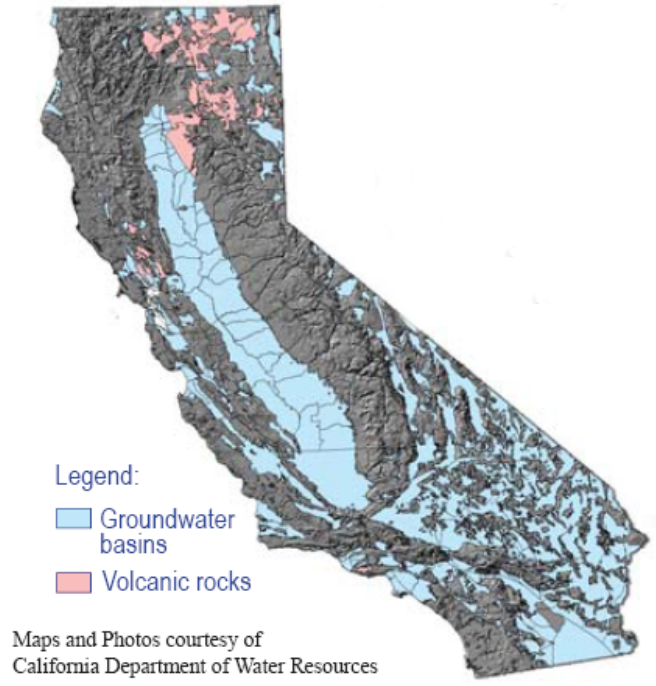 Legend:
Groundwater
basins
Volcanic rocks
Maps and Photos courtesy of
California Department of Water Resources